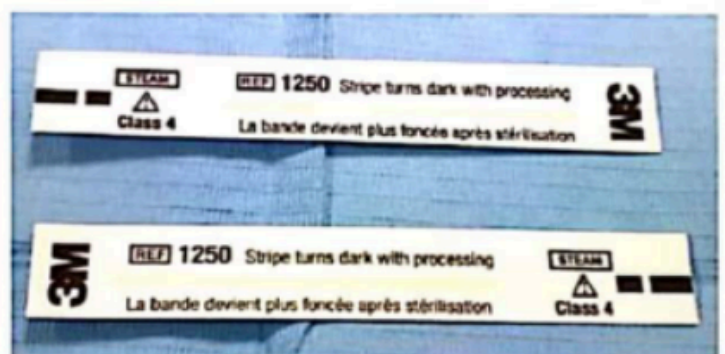 STEAM
REF 1250 Stripe turns dark with processing
Class 4
La bande devient plus foncée après stérilisation
3M
3M
REF 1250 Stripe turns dark with processing
STEAM
La bande devient plus foncée après stérilisation
Class 4